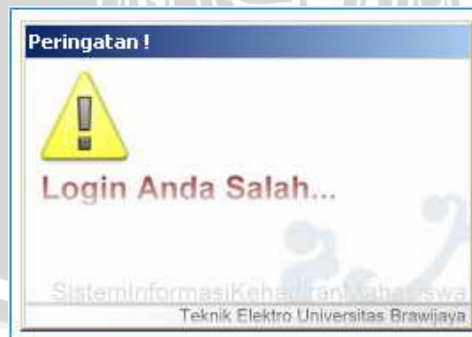 Peringatan !
Login Anda Salah...
SistemInformasiKehadiranMahasiswa
Teknik Elektro Universitas Brawijaya